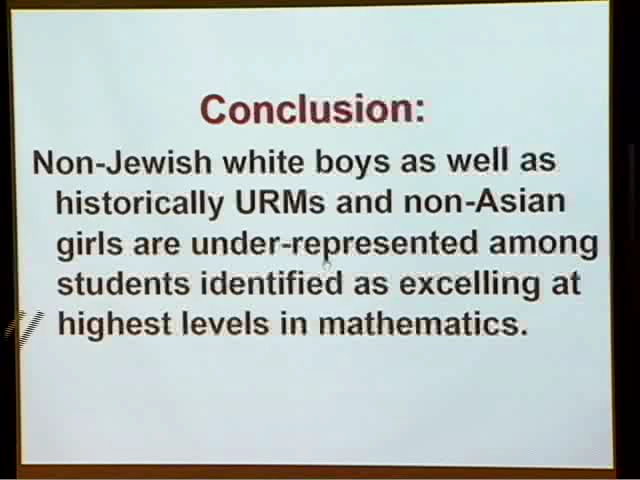 Conclusion:
Non-Jewish white boys as well as
historically URMs and non-Asian
girls are under-represented among
students identified as excelling at
highest levels in mathematics.